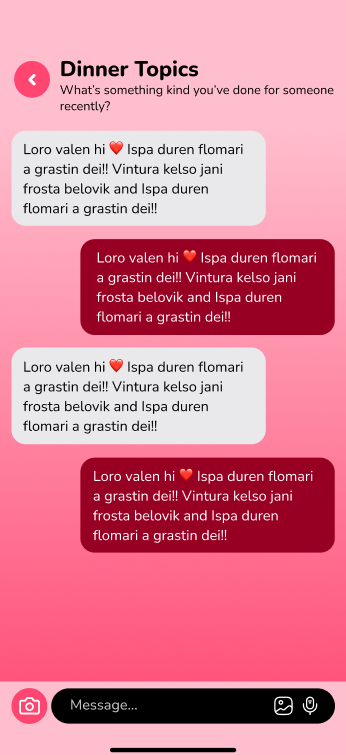 Dinner Topics
What's something kind you've done for someone
recently?
Loro valen hi ❤️ Ispa duren flomari
a grastin dei!! Vintura kelso jani
frosta belovik and Ispa duren
flomari a grastin dei!!
Loro valen hi ❤️ Ispa duren flomari
a grastin dei!! Vintura kelso jani
frosta belovik and Ispa duren
flomari a grastin dei!!
Loro valen hi ❤️ Ispa duren flomari
a grastin dei!! Vintura kelso jani
frosta belovik and Ispa duren
flomari a grastin dei!!
Loro valen hi ❤️ Ispa duren flomari
a grastin dei!! Vintura kelso jani
frosta belovik and Ispa duren
flomari a grastin dei!!
Message...